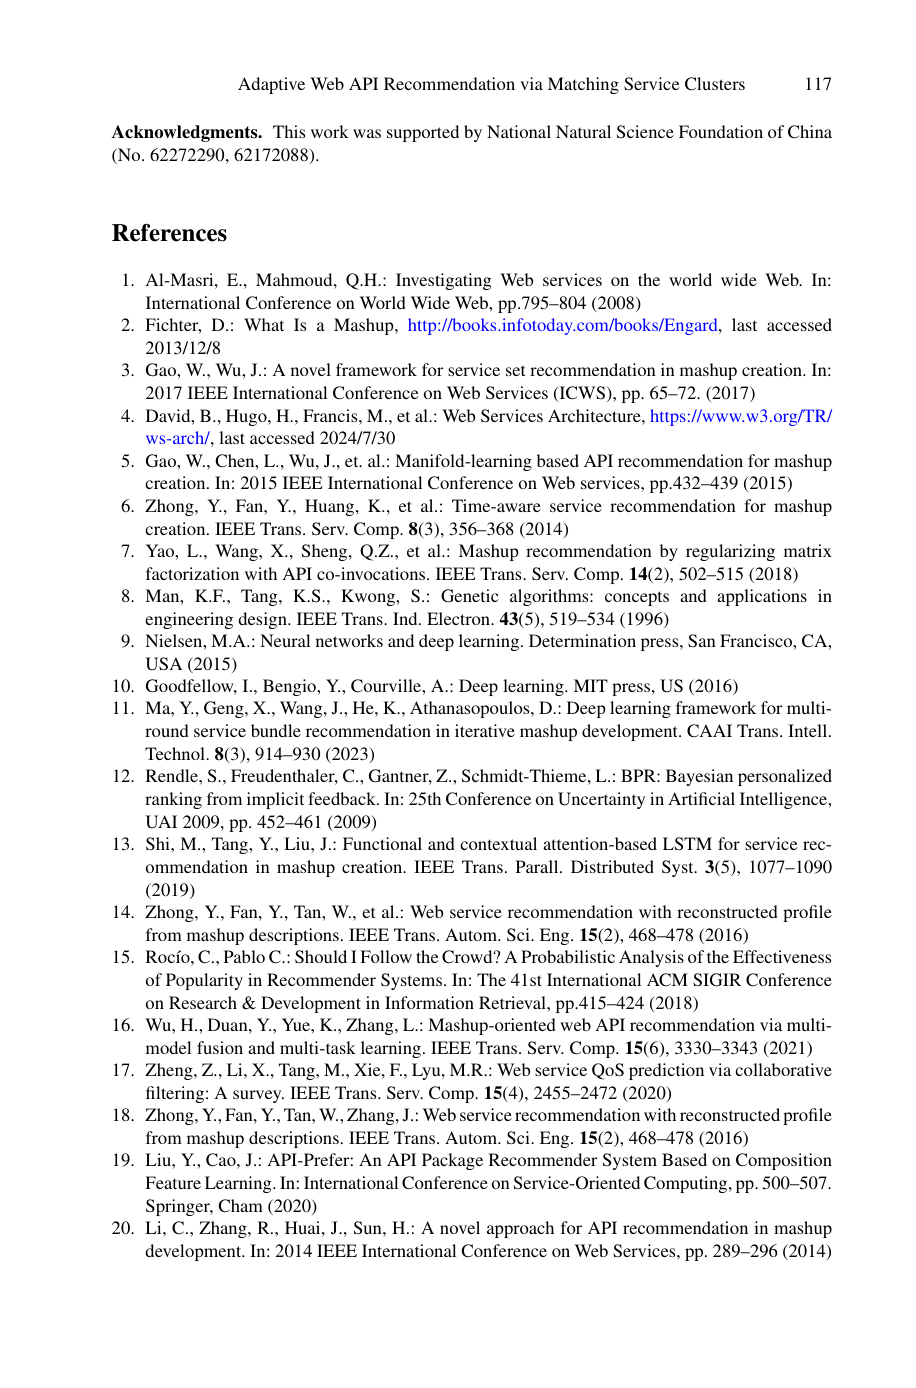 Adaptive Web API Recommendation via Matching Service Clusters 117
Acknowledgments. This work was supported by National Natural Science Foundation of China
(No. 62272290, 62172088).
References
1. Al-Masri, E., Mahmoud, Q.H.: Investigating Web services on the world wide Web. In:
International Conference on World Wide Web, pp.795–804 (2008)
2. Fichter, D.: What Is a Mashup, http://books.infotoday.com/books/Engard, last accessed
2013/12/8
3. Gao, W., Wu, J.: A novel framework for service set recommendation in mashup creation. In:
2017 IEEE International Conference on Web Services (ICWS), pp. 65–72. (2017)
4. David, B., Hugo, H., Francis, M., et al.: Web Services Architecture, https://www.w3.org/TR/
ws-arch/, last accessed 2024/7/30
5. Gao, W., Chen, L., Wu, J., et. al.: Manifold-learning based API recommendation for mashup
creation. In: 2015 IEEE International Conference on Web services, pp.432–439 (2015)
6. Zhong, Y., Fan, Y., Huang, K., et al.: Time-aware service recommendation for mashup
creation. IEEE Trans. Serv. Comp. 8(3), 356–368 (2014)
7. Yao, L., Wang, X., Sheng, Q.Z., et al.: Mashup recommendation by regularizing matrix
factorization with API co-invocations. IEEE Trans. Serv. Comp. 14(2), 502–515 (2018)
8. Man, K.F., Tang, K.S., Kwong, S.: Genetic algorithms: concepts and applications in
engineering design. IEEE Trans. Ind. Electron. 43(5), 519–534 (1996)
9. Nielsen, M.A.: Neural networks and deep learning. Determination press, San Francisco, CA,
USA (2015)
10. Goodfellow, I., Bengio, Y., Courville, A.: Deep learning. MIT press, US (2016)
11. Ma, Y., Geng, X., Wang, J., He, K., Athanasopoulos, D.: Deep learning framework for multi-
round service bundle recommendation in iterative mashup development. CAAI Trans. Intell.
Technol. 8(3), 914–930 (2023)
12. Rendle, S., Freudenthaler, C., Gantner, Z., Schmidt-Thieme, L.: BPR: Bayesian personalized
ranking from implicit feedback. In: 25th Conference on Uncertainty in Artificial Intelligence,
UAI 2009, pp. 452–461 (2009)
13. Shi, M., Tang, Y., Liu, J.: Functional and contextual attention-based LSTM for service rec-
ommendation in mashup creation. IEEE Trans. Parall. Distributed Syst. 3(5), 1077–1090
(2019)
14. Zhong, Y., Fan, Y., Tan, W., et al.: Web service recommendation with reconstructed profile
from mashup descriptions. IEEE Trans. Autom. Sci. Eng. 15(2), 468–478 (2016)
15. Rocío, C., Pablo C.: Should I Follow the Crowd? A Probabilistic Analysis of the Effectiveness
of Popularity in Recommender Systems. In: The 41st International ACM SIGIR Conference
on Research & Development in Information Retrieval, pp.415–424 (2018)
16. Wu, H., Duan, Y., Yue, K., Zhang, L.: Mashup-oriented web API recommendation via multi-
model fusion and multi-task learning. IEEE Trans. Serv. Comp. 15(6), 3330–3343 (2021)
17. Zheng, Z., Li, X., Tang, M., Xie, F., Lyu, M.R.: Web service QoS prediction via collaborative
filtering: A survey. IEEE Trans. Serv. Comp. 15(4), 2455–2472 (2020)
18. Zhong, Y., Fan, Y., Tan, W., Zhang, J.: Web service recommendation with reconstructed profile
from mashup descriptions. IEEE Trans. Autom. Sci. Eng. 15(2), 468–478 (2016)
19. Liu, Y., Cao, J.: API-Prefer: An API Package Recommender System Based on Composition
Feature Learning. In: International Conference on Service-Oriented Computing, pp. 500–507.
Springer, Cham (2020)
20. Li, C., Zhang, R., Huai, J., Sun, H.: A novel approach for API recommendation in mashup
development. In: 2014 IEEE International Conference on Web Services, pp. 289–296 (2014)